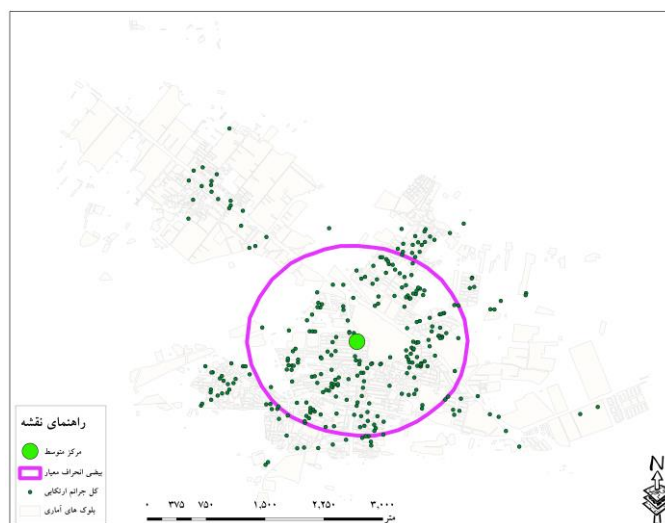 راهنمای نقشه
مرکز متوسط
بیضی انحراف معیار
کل جرائم ارتکابی
بلوک های آماری
۰ ۳۷۵ ۷۵۰ ۱,۵۰۰ ۲,۲۵۰ ۳,۰۰۰
متر
N